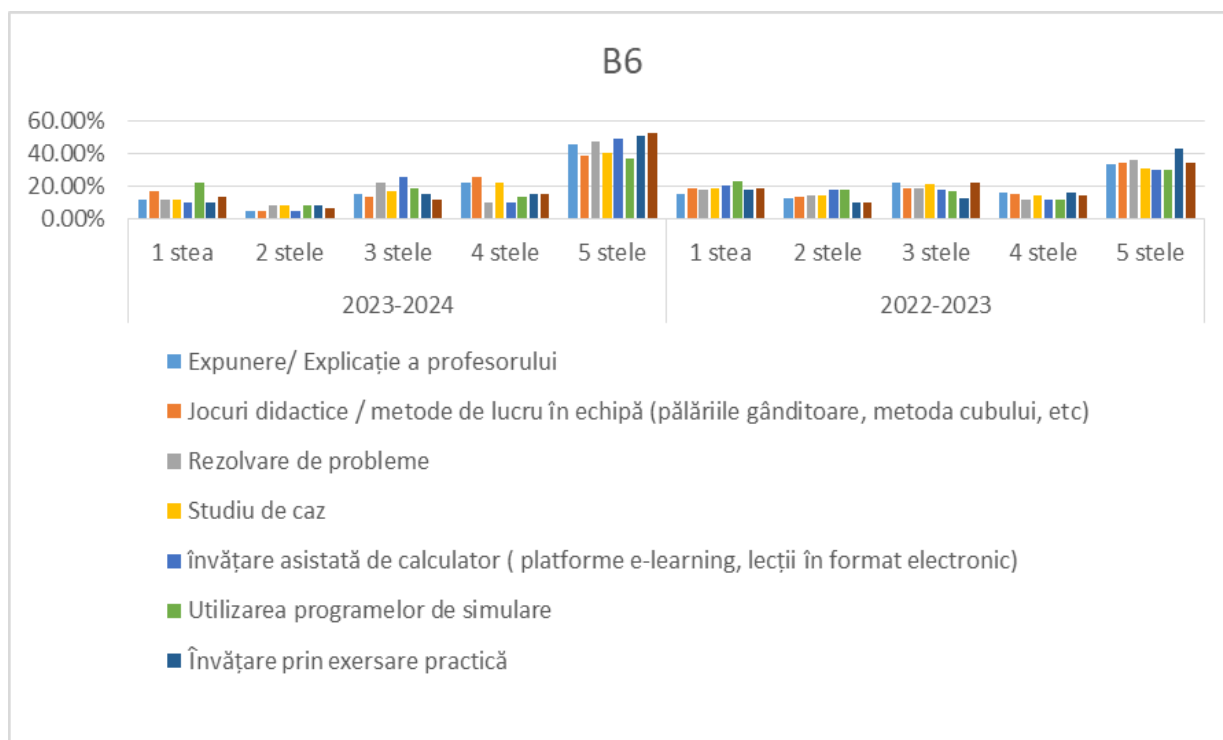 B6
60.00%
40.00%
20.00%
0.00%
1 stea 2 stele 3 stele 4 stele 5 stele 1 stea 2 stele 3 stele 4 stele 5 stele
2023-2024 2022-2023
Expunere/ Explicație a profesorului
Jocuri didactice / metode de lucru în echipă (pălăriile gânditoare, metoda cubului, etc)
Rezolvare de probleme
Studiu de caz
învățare asistată de calculator ( platforme e-learning, lecții în format electronic)
Utilizarea programelor de simulare
Învățare prin exersare practică